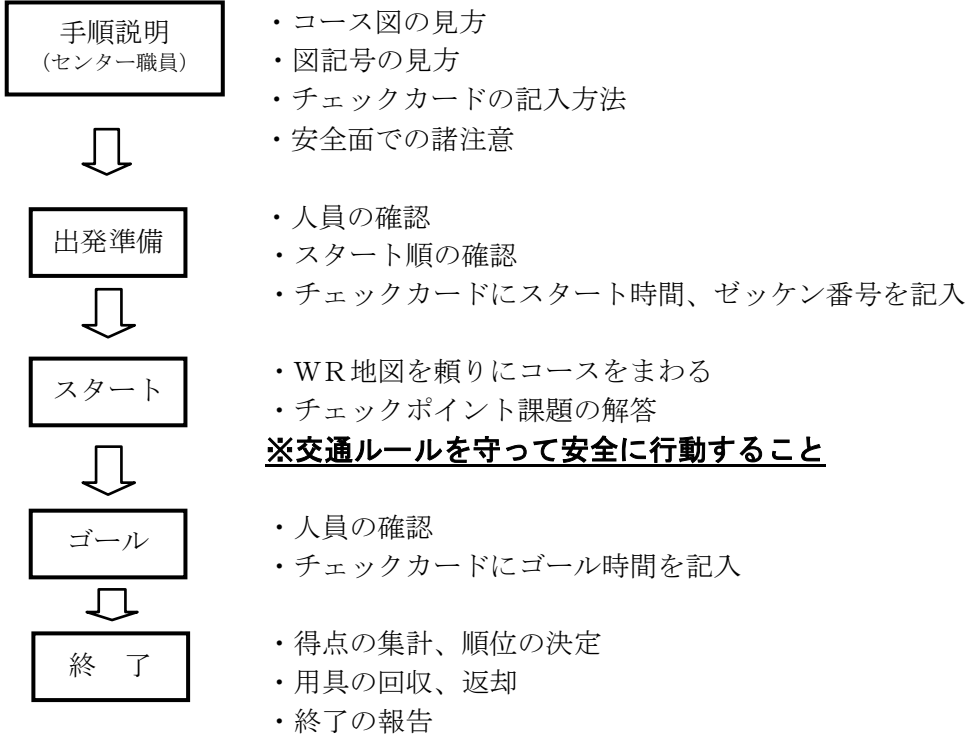 手順説明
（センター職員）
・コース図の見方
・図記号の見方
・チェックカードの記入方法
・安全面での諸注意
出発準備
・人員の確認
・スタート順の確認
・チェックカードにスタート時間、ゼッケン番号を記入
スタート
・ＷＲ地図を頼りにコースをまわる
・チェックポイント課題の解答
※交通ルールを守って安全に行動すること
ゴール
・人員の確認
・チェックカードにゴール時間を記入
終　了
・得点の集計、順位の決定
・用具の回収、返却
・終了の報告